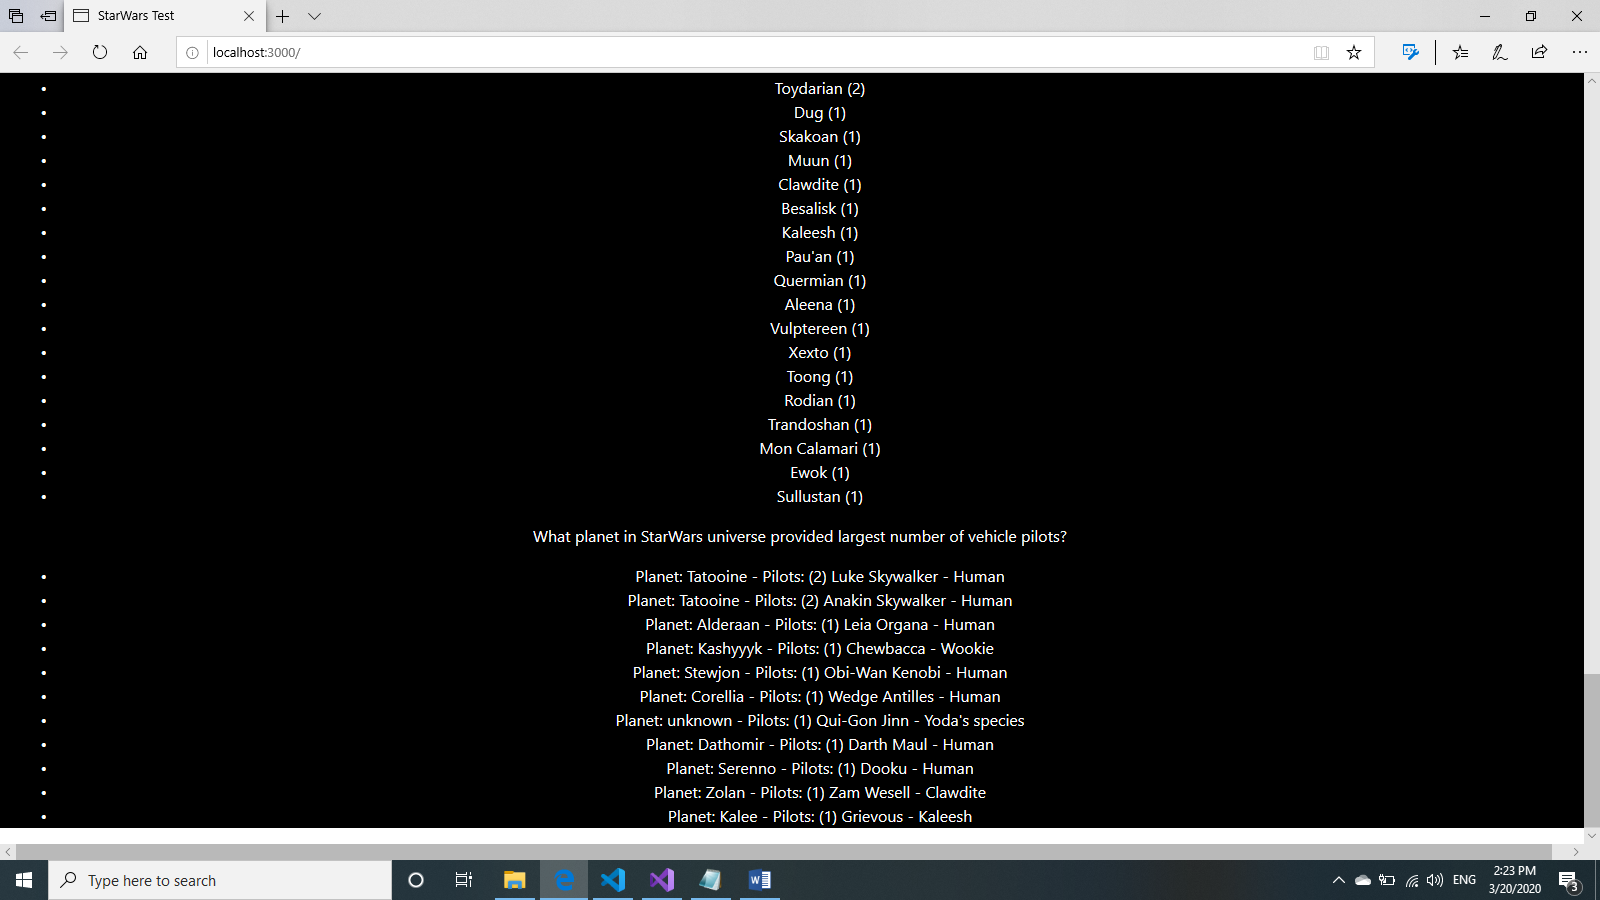 StarWars Test
localhost:3000/
Toydarian (2)
Dug (1)
Skakoan (1)
Muun (1)
Clawdite (1)
Besalisk (1)
Kaleesh (1)
Pau'an (1)
Quermian (1)
Aleena (1)
Vulptereen (1)
Xexto (1)
Toong (1)
Rodian (1)
Trandoshan (1)
Mon Calamari (1)
Ewok (1)
Sullustan (1)
What planet in StarWars universe provided largest number of vehicle pilots?
Planet: Tatooine - Pilots: (2) Luke Skywalker - Human
Planet: Tatooine - Pilots: (2) Anakin Skywalker - Human
Planet: Alderaan - Pilots: (1) Leia Organa - Human
Planet: Kashyyyk - Pilots: (1) Chewbacca - Wookie
Planet: Stewjon - Pilots: (1) Obi-Wan Kenobi - Human
Planet: Corellia - Pilots: (1) Wedge Antilles - Human
Planet: unknown - Pilots: (1) Qui-Gon Jinn - Yoda's species
Planet: Dathomir - Pilots: (1) Darth Maul - Human
Planet: Serenno - Pilots: (1) Dooku - Human
Planet: Zolan - Pilots: (1) Zam Wesell - Clawdite
Planet: Kalee - Pilots: (1) Grievous - Kaleesh
Type here to search
ENG
2:23 PM
3/20/2020
3